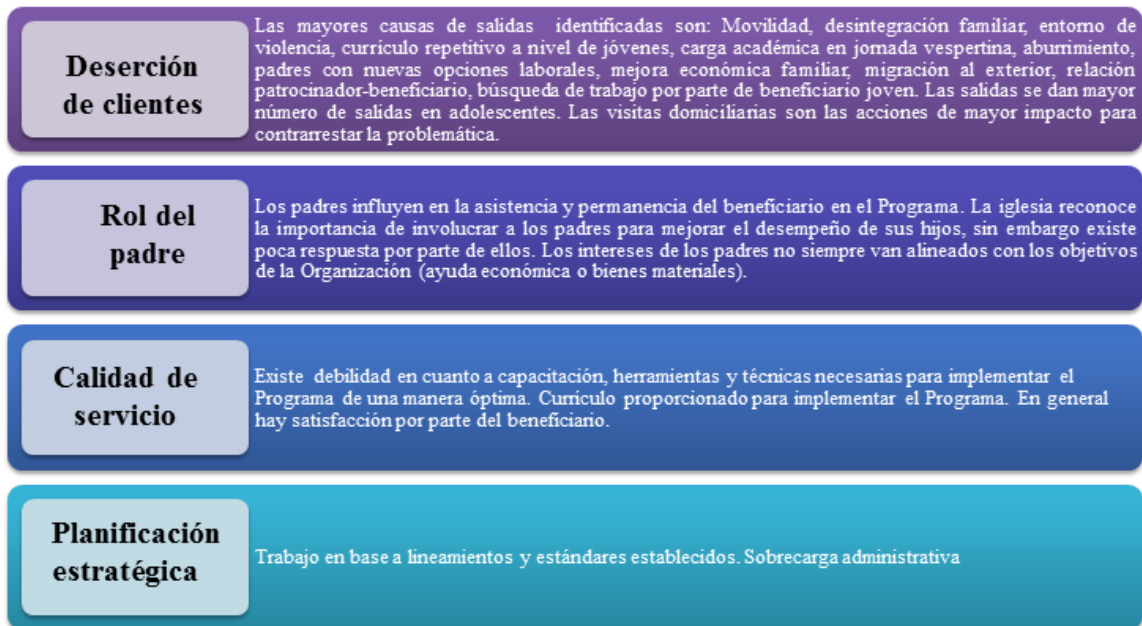 Deserción
de clientes
Las mayores causas de salidas identificadas son: Movilidad, desintegración familiar, entorno de
violencia, currículo repetitivo a nivel de jóvenes, carga académica en jornada vespertina, aburrimiento,
padres con nuevas opciones laborales, mejora económica familiar, migración al exterior, relación
patrocinador-beneficiario, búsqueda de trabajo por parte de beneficiario joven. Las salidas se dan mayor
número de salidas en adolescentes. Las visitas domiciliarias son las acciones de mayor impacto para
contrarrestar la problemática.
Rol del
padre
Los padres influyen en la asistencia y permanencia del beneficiario en el Programa. La iglesia reconoce
la importancia de involucrar a los padres para mejorar el desempeño de sus hijos, sin embargo existe
poca respuesta por parte de ellos. Los intereses de los padres no siempre van alineados con los objetivos
de la Organización (ayuda económica o bienes materiales).
Calidad de
servicio
Existe debilidad en cuanto a capacitación, herramientas y técnicas necesarias para implementar el
Programa de una manera óptima. Currículo proporcionado para implementar el Programa. En general
hay satisfacción por parte del beneficiario.
Planificación
estratégica
Trabajo en base a lineamientos y estándares establecidos. Sobrecarga administrativa